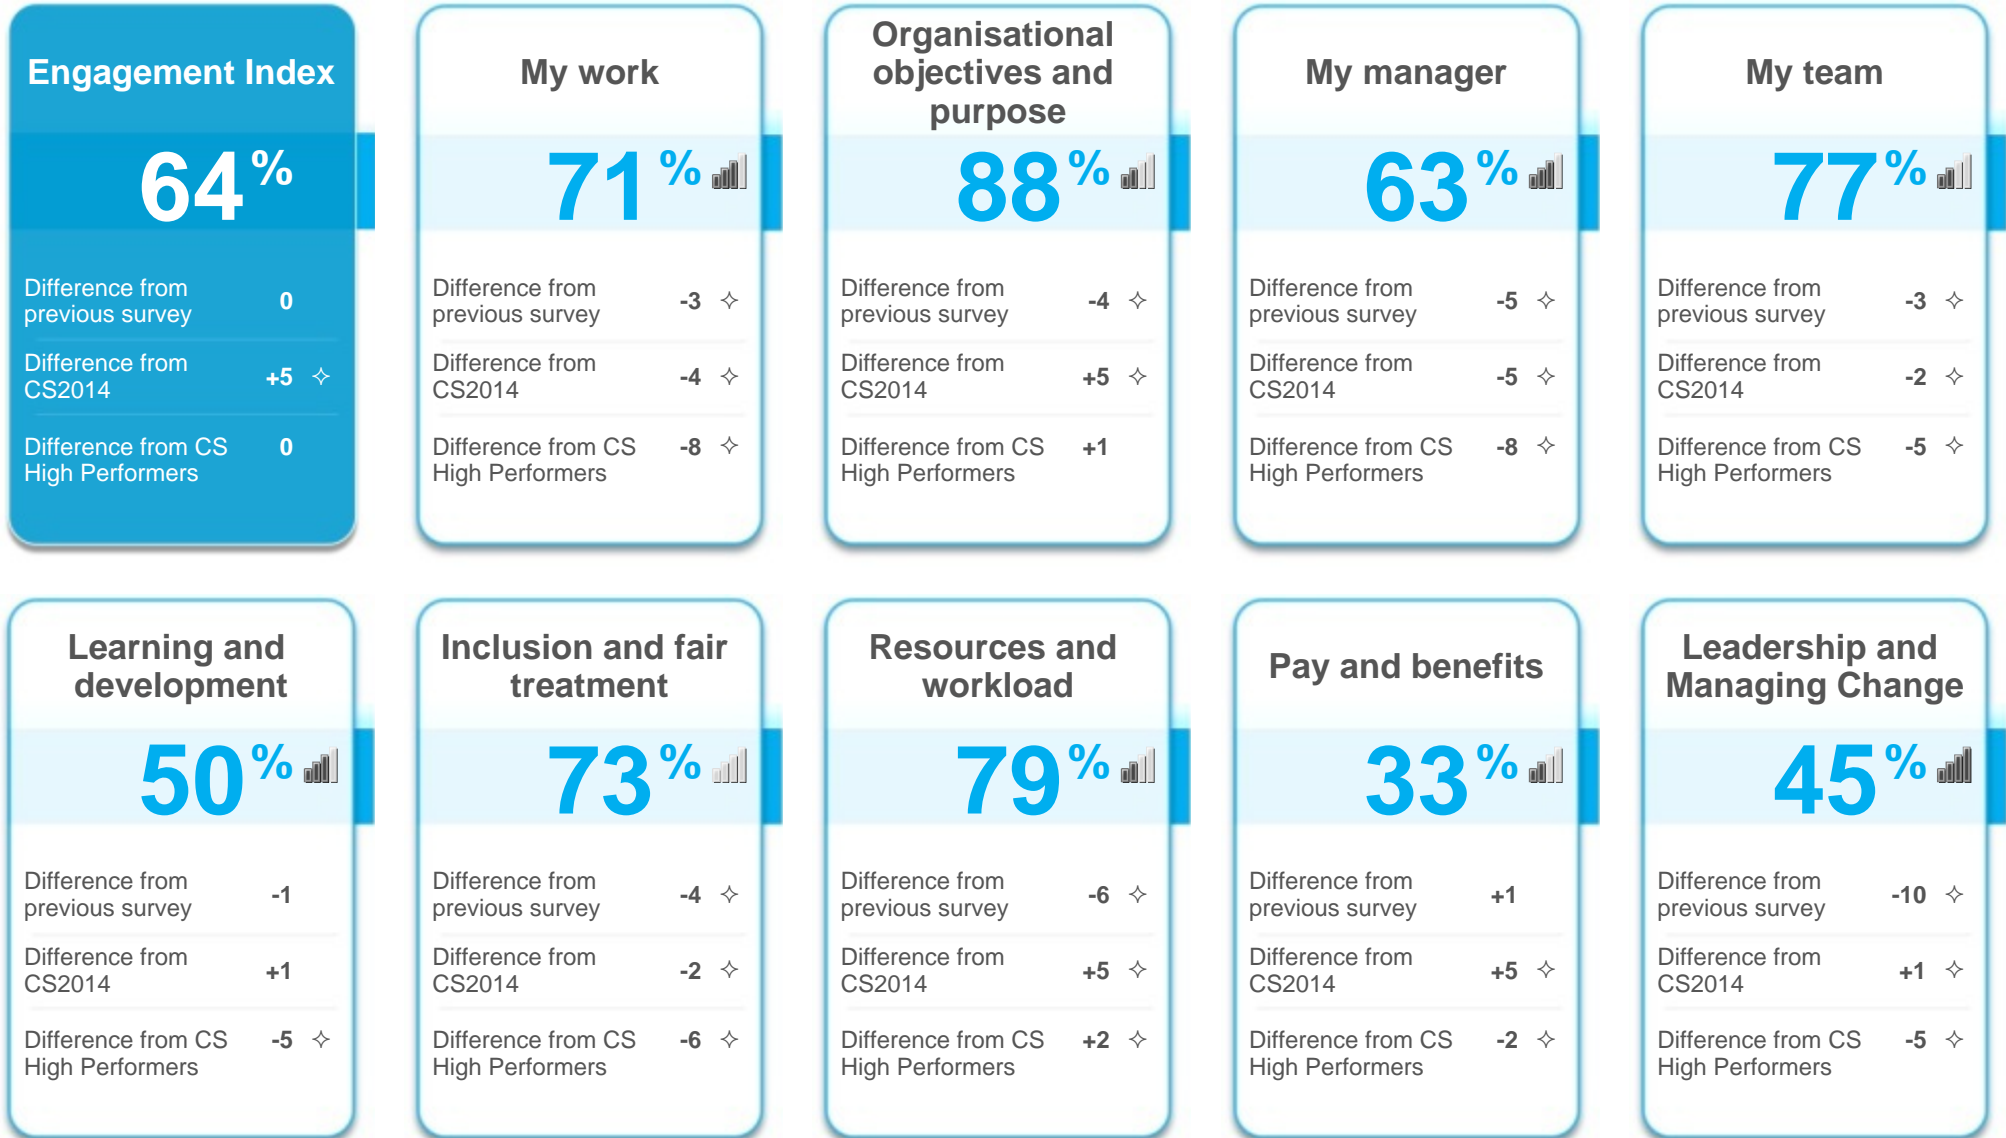 Engagement Index
64%
Difference from
previous survey
0
Difference from
CS2014
+5 ✧
Difference from CS
High Performers
0
My work
71%
Difference from
previous survey
-3 ✧
Difference from
CS2014
-4 ✧
Difference from CS
High Performers
-8 ✧
Organisational
objectives and
purpose
88%
Difference from
previous survey
-4 ✧
Difference from
CS2014
+5 ✧
Difference from CS
High Performers
+1
My manager
63%
Difference from
previous survey
-5 ✧
Difference from
CS2014
-5 ✧
Difference from CS
High Performers
-8 ✧
My team
77%
Difference from
previous survey
-3 ✧
Difference from
CS2014
-2 ✧
Difference from CS
High Performers
-5 ✧
Learning and
development
50%
Difference from
previous survey
-1
Difference from
CS2014
+1
Difference from CS
High Performers
-5 ✧
Inclusion and fair
treatment
73%
Difference from
previous survey
-4 ✧
Difference from
CS2014
-2 ✧
Difference from CS
High Performers
-6 ✧
Resources and
workload
79%
Difference from
previous survey
-6 ✧
Difference from
CS2014
+5 ✧
Difference from CS
High Performers
+2 ✧
Pay and benefits
33%
Difference from
previous survey
+1
Difference from
CS2014
+5 ✧
Difference from CS
High Performers
-2 ✧
Leadership and
Managing Change
45%
Difference from
previous survey
-10 ✧
Difference from
CS2014
+1 ✧
Difference from CS
High Performers
-5 ✧